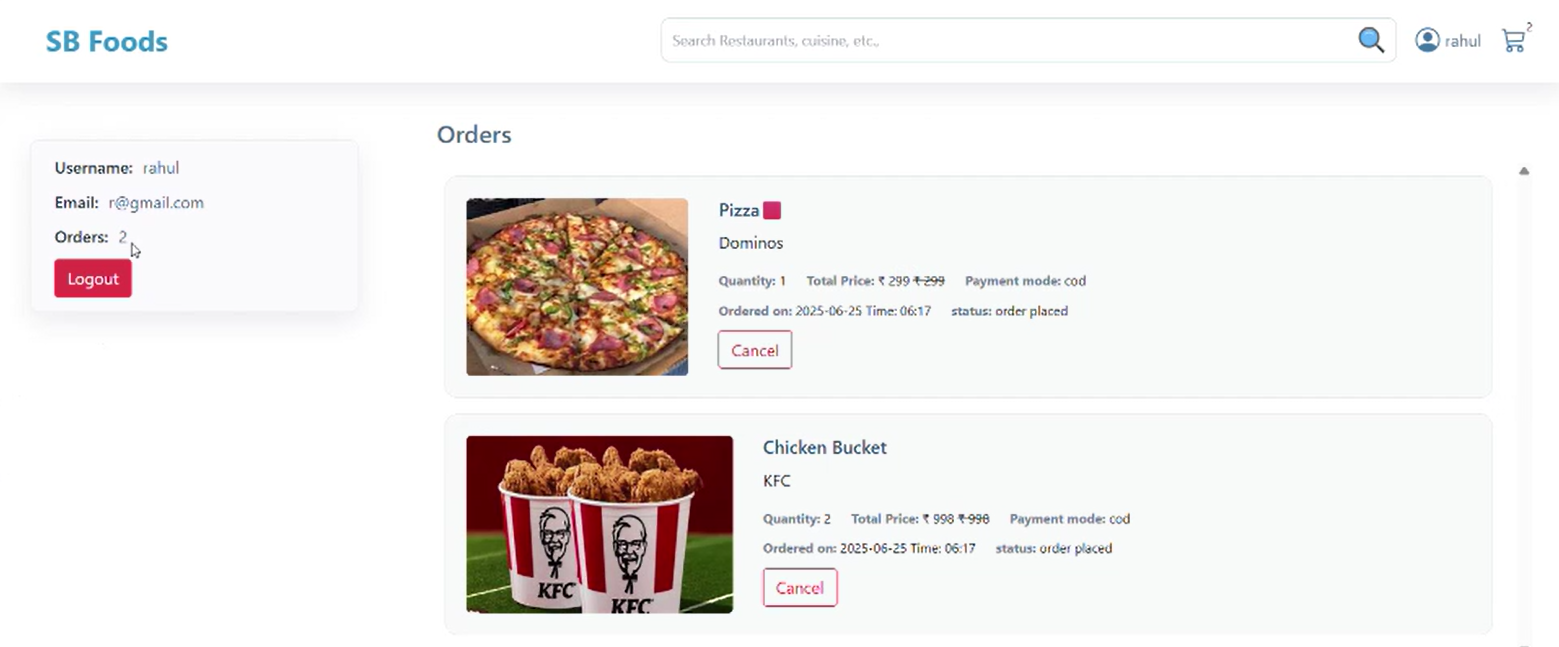 SB Foods
Search Restaurants, cuisine, etc.,
rahul
2
Username: rahul
Email: r@gmail.com
Orders: 2
Logout
Orders
Pizza
Dominos
Quantity: 1 Total Price: ₹ 299 ₹ 299 Payment mode: cod
Ordered on: 2025-06-25 Time: 06:17 status: order placed
Cancel
Chicken Bucket
KFC
Quantity: 2 Total Price: ₹ 998 ₹ 998 Payment mode: cod
Ordered on: 2025-06-25 Time: 06:17 status: order placed
Cancel
KFC
KFC